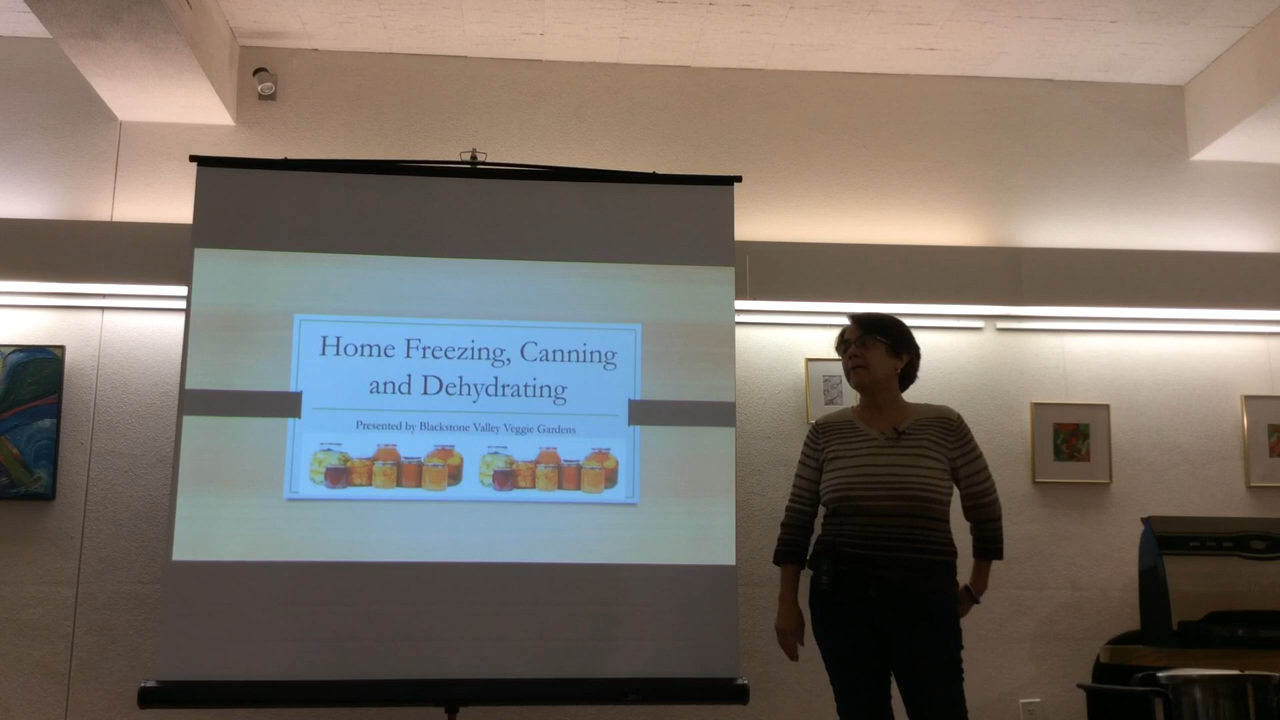 Home Freezing, Canning
and Dehydrating
Presented by Blackstone Valley Veggie Gardens